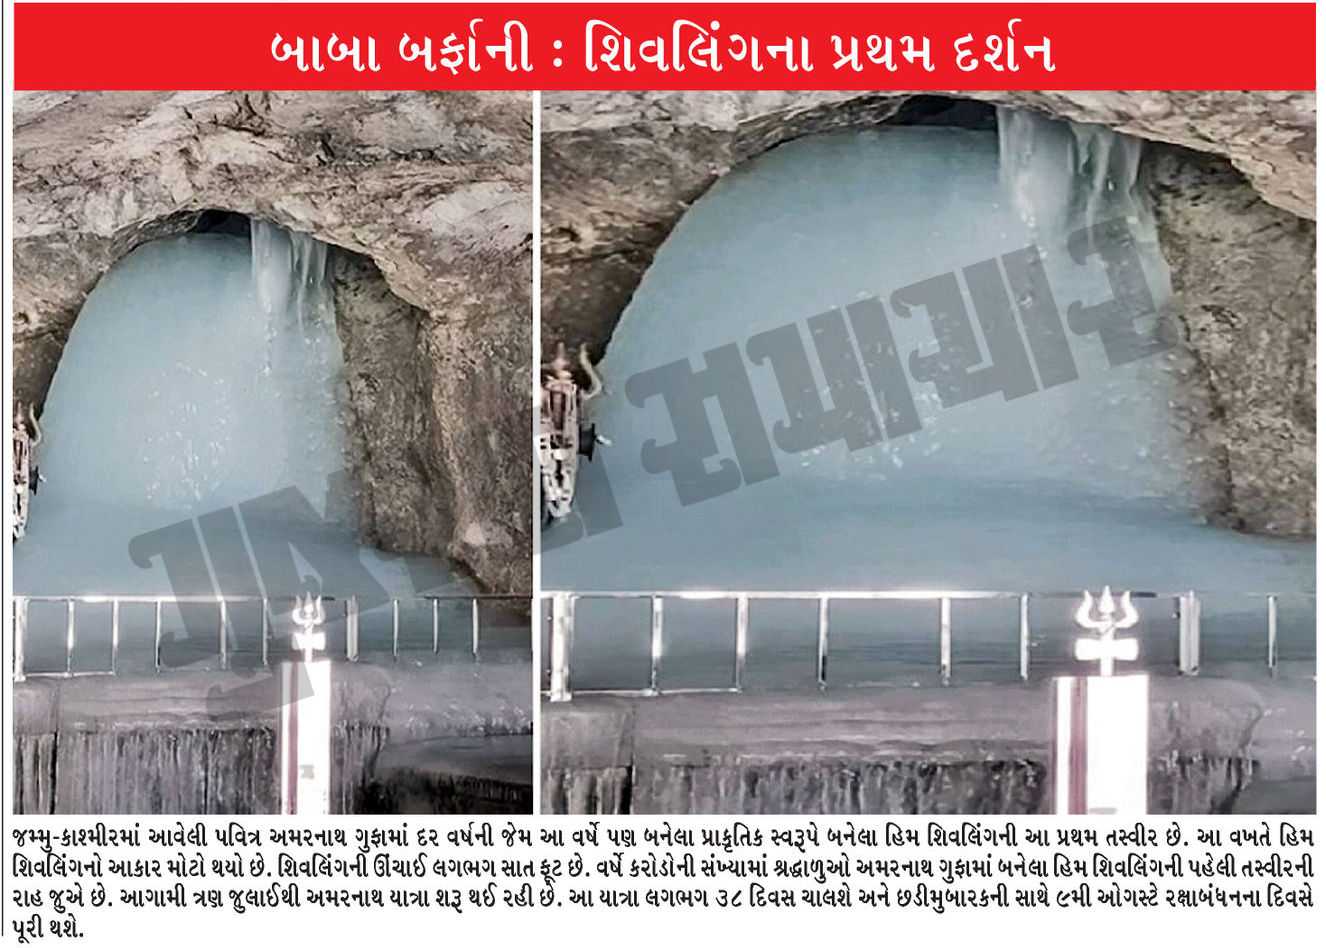 બાબા બર્ફાની : શિવલિંગના પ્રથમ દર્શન
જમ્મુ-કાશ્મીરમાં આવેલી પવિત્ર અમરનાથ ગુફામાં દર વર્ષની જેમ આ વર્ષે પણ બનેલા પ્રાકૃતિક સ્વરૂપે બનેલા હિમ શિવલિંગની આ પ્રથમ તસ્વીર છે. આ વખતે હિમ
શિવલિંગનો આકાર મોટો થયો છે. શિવલિંગની ઊંચાઈ લગભગ સાત ફૂટ છે. વર્ષે કરોડોની સંખ્યામાં શ્રદ્ધાળુઓ અમરનાથ ગુફામાં બનેલા હિમ શિવલિંગની પહેલી તસ્વીરની
રાહ જુએ છે. આગામી ત્રણ જુલાઈથી અમરનાથ યાત્રા શરૂ થઈ રહી છે. આ યાત્રા લગભગ ૩૮ દિવસ ચાલશે અને છડીમુબારકની સાથે ૯મી ઓગસ્ટે રક્ષાબંધનના દિવસે
પૂરી થશે.